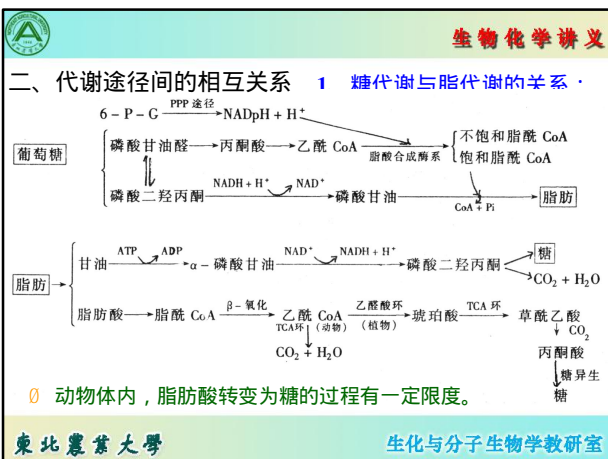 生物化学讲义
二、代谢途径间的相互关系 1 糖代谢与脂代谢的关系:
6-P-G PPP途径 NADpH + H⁺
葡萄糖
磷酸甘油醛 丙酮酸 乙酰 CoA 脂酸合成酶系 不饱和脂酰 CoA
饱和脂酰 CoA
磷酸二羟丙酮 NADH + H⁺ NAD⁺ 磷酸甘油 CoA + Pi 脂肪
脂肪
甘油 ATP ADP α-磷酸甘油 NAD⁺ NADH + H⁺ 磷酸二羟丙酮 糖
CO₂ + H₂O
脂肪酸 脂酰 CoA β-氧化 乙酰 CoA 乙醛酸环 琥珀酸 TCA 环 草酰乙酸
TCA环 (动物) (植物)
CO₂ + H₂O
CO₂
丙酮酸
糖异生
糖
Ø 动物体内,脂肪酸转变为糖的过程有一定限度。
東北農業大學 生化与分子生物学教研室